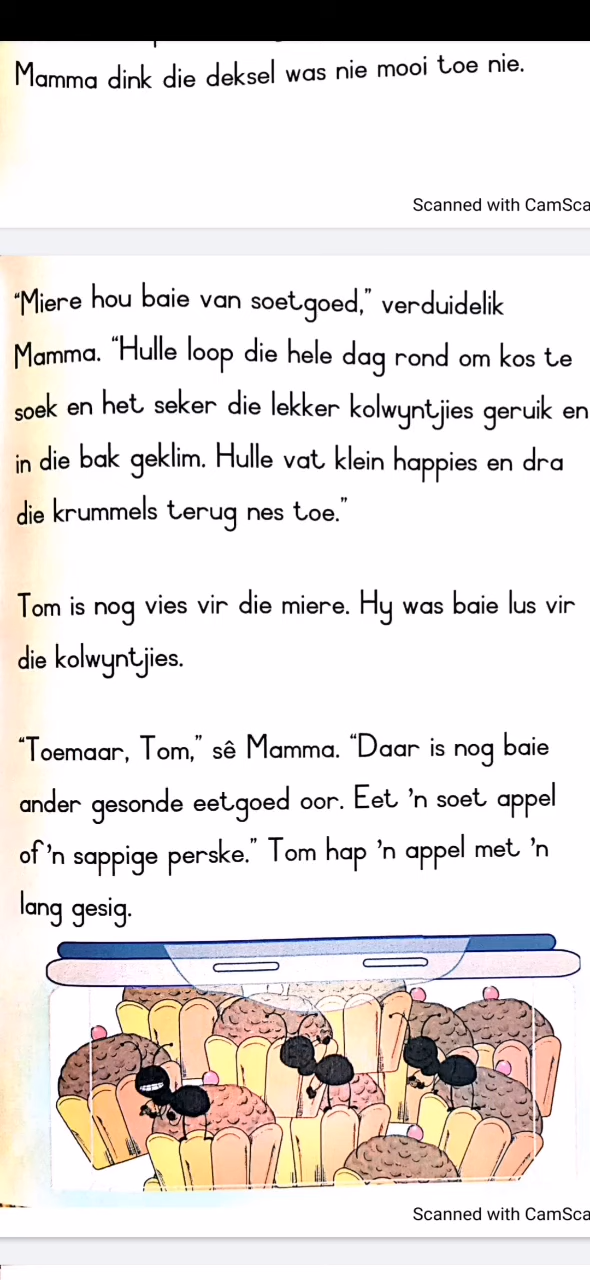 Mamma dink die deksel was nie mooi toe nie.
Scanned with CamSca
“Miere hou baie van soetgoed,” verduidelik
Mamma. “Hulle loop die hele dag rond om kos te
soek en het seker die lekker kolwyntjies geruik en
in die bak geklim. Hulle vat klein happies en dra
die krummels terug nes toe.”
Tom is nog vies vir die miere. Hy was baie lus vir
die kolwyntjies.
“Toemaar, Tom,” sê Mamma. “Daar is nog baie
ander gesonde eetgoed oor. Eet ’n soet appel
of ’n sappige perske.” Tom hap ’n appel met ’n
lang gesig.
Scanned with CamSca